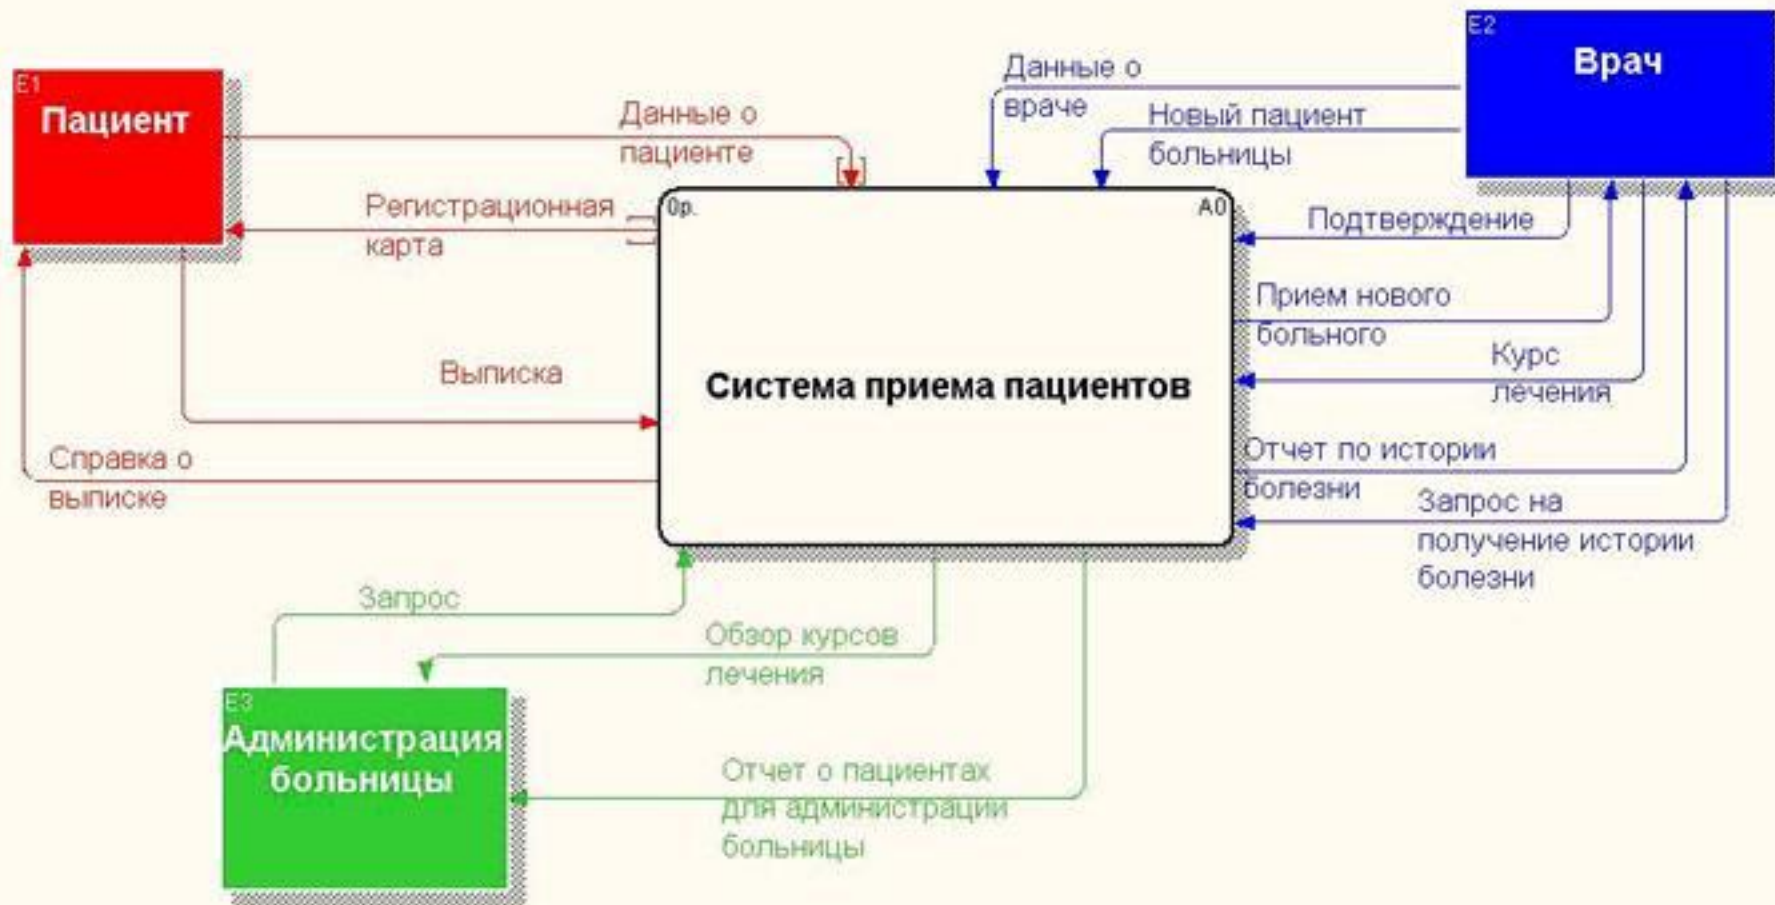 E1
Пациент
Данные о
пациенте
Данные о
враче
Новый пациент
больницы
E2
Врач
Регистрационная
карта
0р.
A0
Подтверждение
Прием нового
больного
Выписка
Система приема пациентов
Курс
лечения
Справка о
выписке
Отчет по истории
болезни
Запрос на
получение истории
болезни
Запрос
Обзор курсов
лечения
E3
Администрация
больницы
Отчет о пациентах
для администрации
больницы